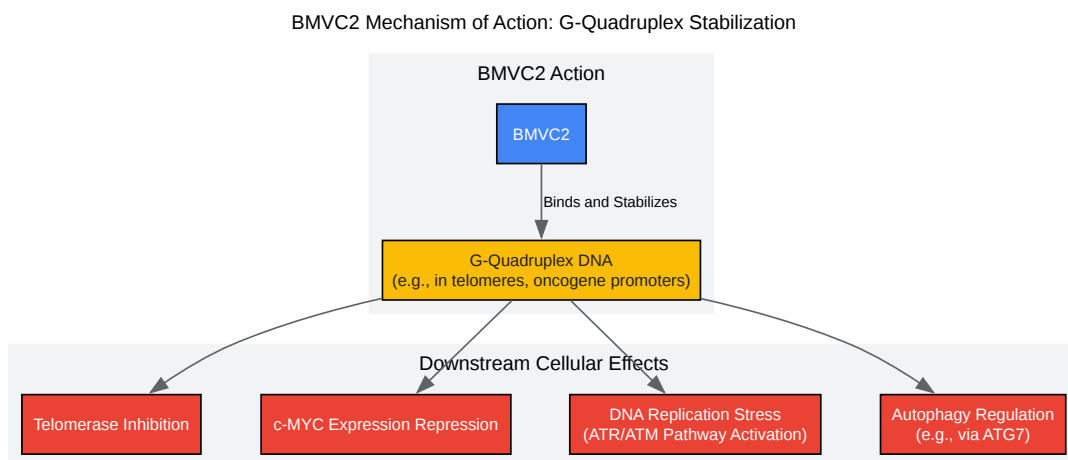 BMVC2 Mechanism of Action: G-Quadruplex Stabilization
BMVC2 Action
BMVC2
Binds and Stabilizes
G-Quadruplex DNA
(e.g., in telomeres, oncogene promoters)
Downstream Cellular Effects
Telomerase Inhibition
c-MYC Expression Repression
DNA Replication Stress
(ATR/ATM Pathway Activation)
Autophagy Regulation
(e.g., via ATG7)